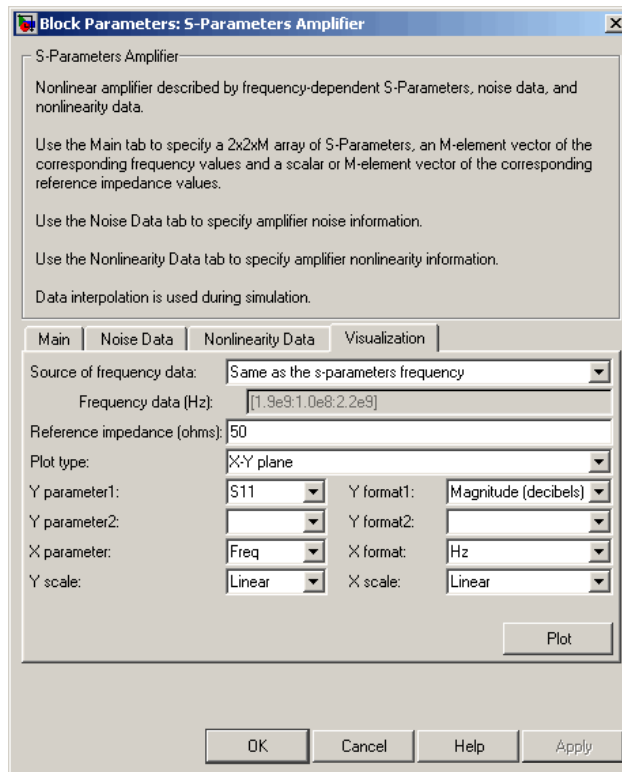 Block Parameters: S-Parameters Amplifier
S-Parameters Amplifier
Nonlinear amplifier described by frequency-dependent S-Parameters, noise data, and
nonlinearity data.
Use the Main tab to specify a 2x2xM array of S-Parameters, an M-element vector of the
corresponding frequency values and a scalar or M-element vector of the corresponding
reference impedance values.
Use the Noise Data tab to specify amplifier noise information.
Use the Nonlinearity Data tab to specify amplifier nonlinearity information.
Data interpolation is used during simulation.
Main Noise Data Nonlinearity Data Visualization
Source of frequency data: Same as the s-parameters frequency
Frequency data (Hz): [1.9e9:1.0e8:2.2e9]
Reference impedance (ohms): 50
Plot type: X-Y plane
Y parameter1: S11 Y format1: Magnitude (decibels)
Y parameter2: Y format2:
X parameter: Freq X format: Hz
Y scale: Linear X scale: Linear
Plot
OK Cancel Help Apply